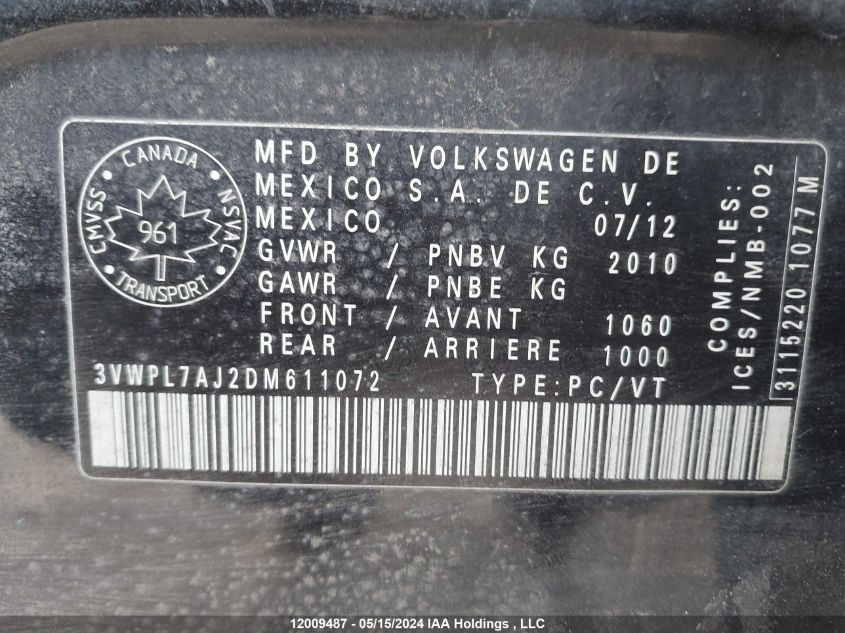 CANADA
CMVSS
NSVAC
961
TRANSPORT
MFD BY VOLKSWAGEN DE
MEXICO S.A. DE C.V.
MEXICO 07/12
GVWR / PNBV KG 2010
GAWR / PNBE KG
FRONT / AVANT 1060
REAR / ARRIERE 1000
3VWPL7AJ2DM611072 TYPE:PC/VT
COMPLIES:
ICES/NMB-002
3115220 1077 M
12009487 - 05/15/2024 IAA Holdings , LLC